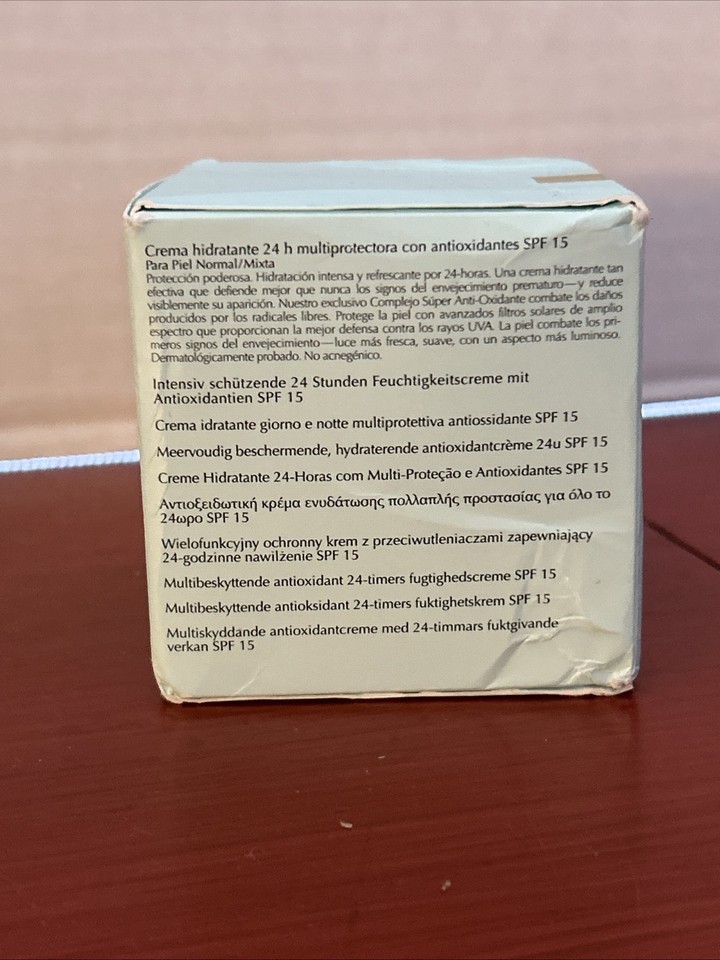 Crema hidratante 24 h multiprotectora con antioxidantes SPF 15
Para Piel Normal/Mixta
Protección poderosa. Hidratación intensa y refrescante por 24-horas. Una crema hidratante tan
efectiva que defiende mejor que nunca los signos del envejecimiento prematuro—y reduce
visiblemente su aparición. Nuestro exclusivo Complejo Súper Anti-Oxidante combate los daños
producidos por los radicales libres. Protege la piel con avanzados filtros solares de amplio
espectro que proporcionan la mejor defensa contra los rayos UVA. La piel combate los pri-
meros signos del envejecimiento—luce más fresca, suave, con un aspecto más luminoso.
Dermatológicamente probado. No acnegénico.
Intensiv schützende 24 Stunden Feuchtigkeitscreme mit
Antioxidantien SPF 15
Crema idratante giorno e notte multiprotettiva antiossidante SPF 15
Meervoudig beschermende, hydraterende antioxidantcrème 24u SPF 15
Creme Hidratante 24-Horas com Multi-Proteção e Antioxidantes SPF 15
Αντιοξειδωτική κρέμα ενυδάτωσης πολλαπλής προστασίας για όλο το
24ωρο SPF 15
Wielofunkcyjny ochronny krem z przeciwutleniaczami zapewniający
24-godzinne nawilżenie SPF 15
Multibeskyttende antioxidant 24-timers fugtighedscreme SPF 15
Multibeskyttende antioksidant 24-timers fuktighetskrem SPF 15
Multiskyddande antioxidantcreme med 24-timmars fuktgivande
verkan SPF 15